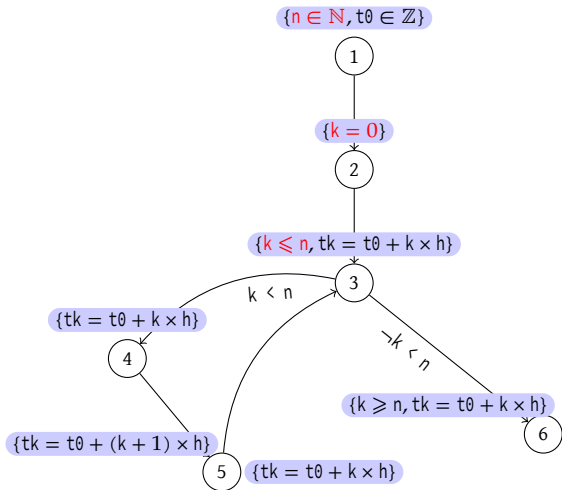 {n ∈ ℕ, t0 ∈ ℤ}
1
{k = 0}
2
{k ⩽ n, tk = t0 + k × h}
3
k < n
{tk = t0 + k × h}
¬k < n
4
{k ⩾ n, tk = t0 + k × h}
6
{tk = t0 + (k + 1) × h}
5
{tk = t0 + k × h}